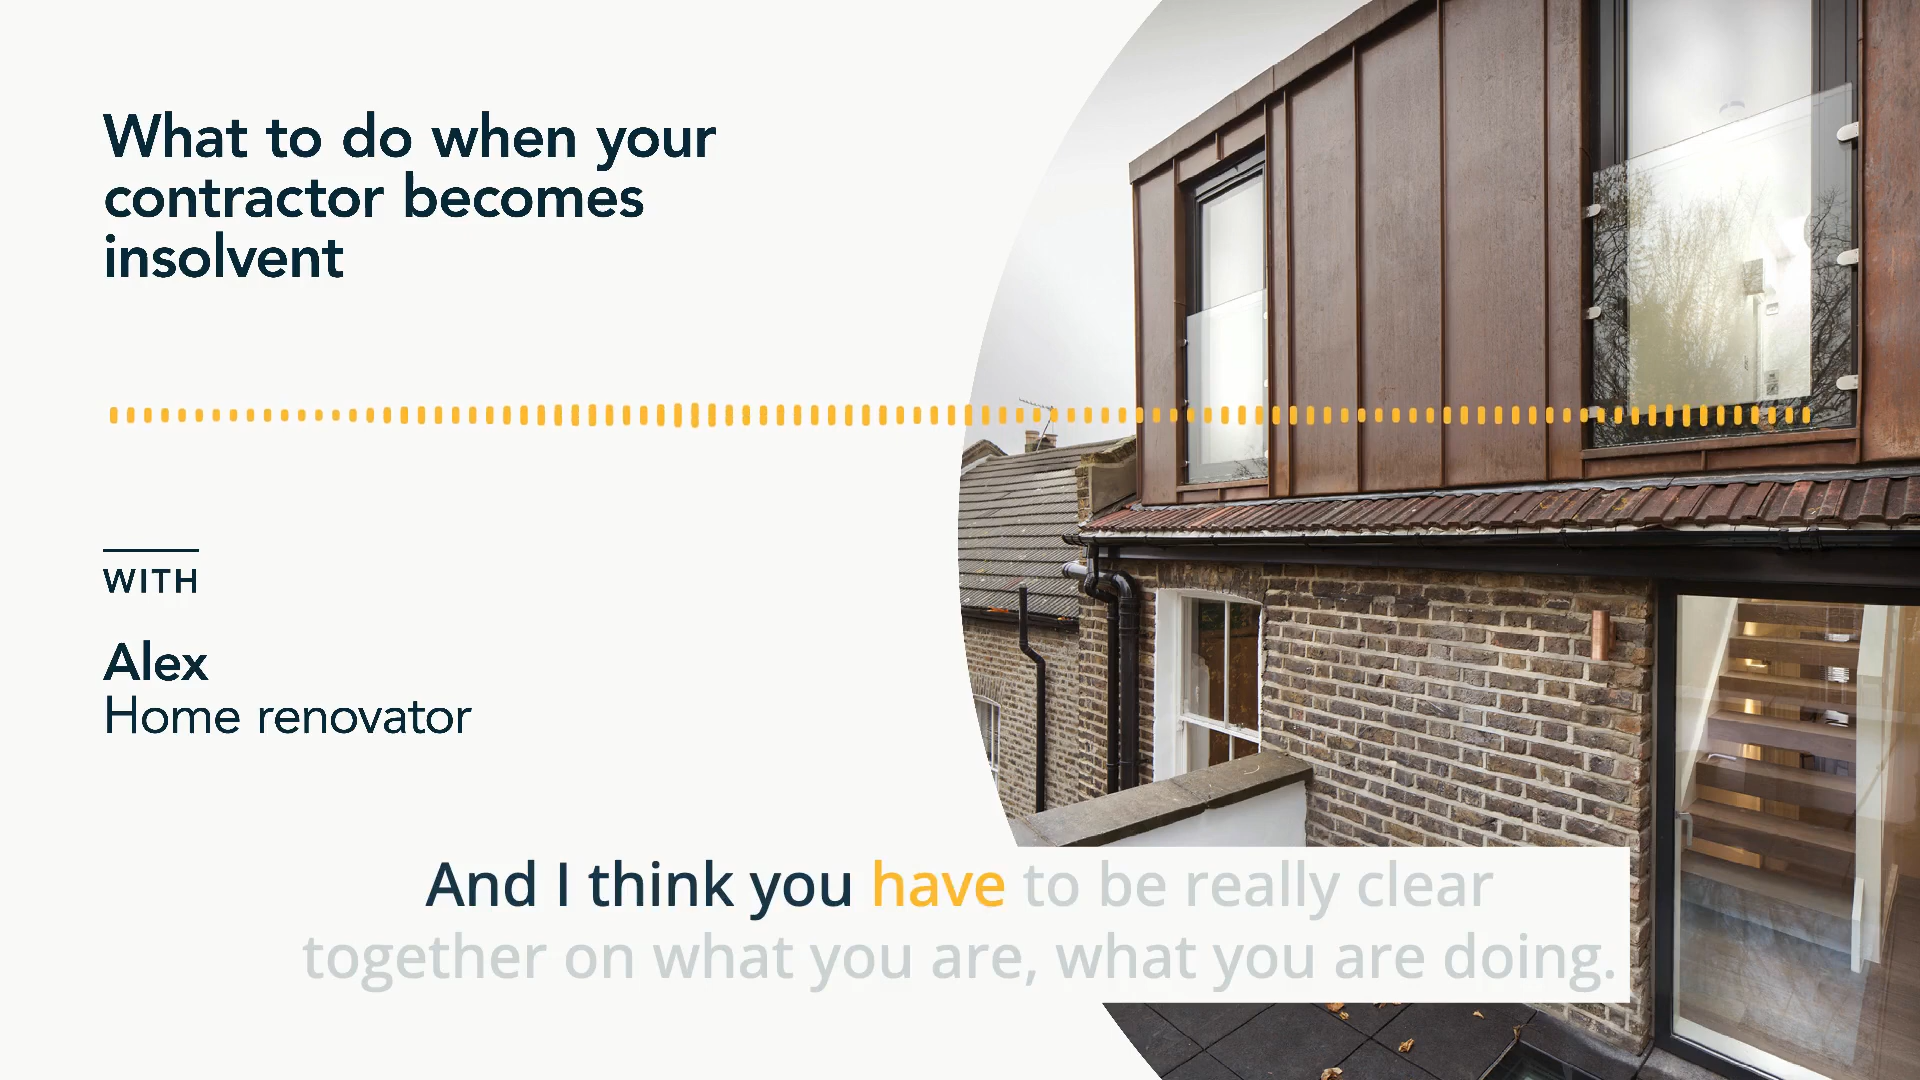 What to do when your
contractor becomes
insolvent
WITH
Alex
Home renovator
And I think you have to be really clear
together on what you are, what you are doing.